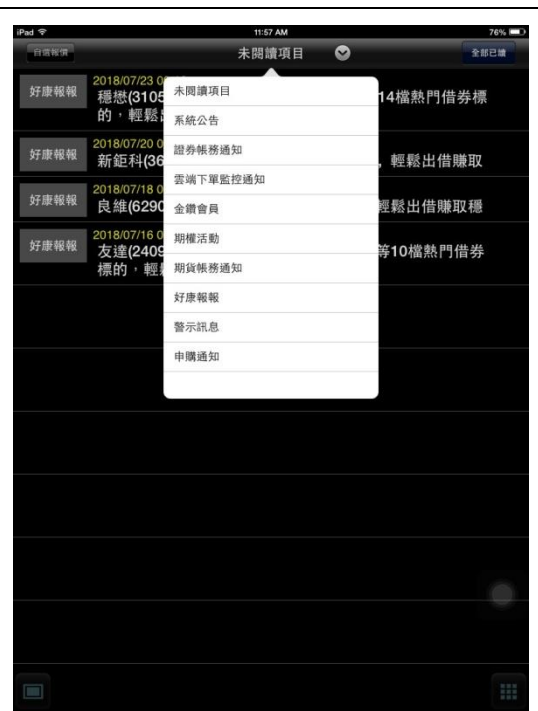 iPad 11:57 AM 76%
自選報價 未閱讀項目 全部已讀
好康報報 2018/07/23 0
穩懋(3105 14檔熱門借券標
的，輕鬆
好康報報 2018/07/20 0
新鉅科(36 ，輕鬆出借賺取
好康報報 2018/07/18 0
良維(6290 輕鬆出借賺取穩
好康報報 2018/07/16 0
友達(2409 等10檔熱門借券
標的，輕
未閱讀項目
系統公告
證券帳務通知
雲端下單監控通知
金鑽會員
期權活動
期貨帳務通知
好康報報
警示訊息
申購通知